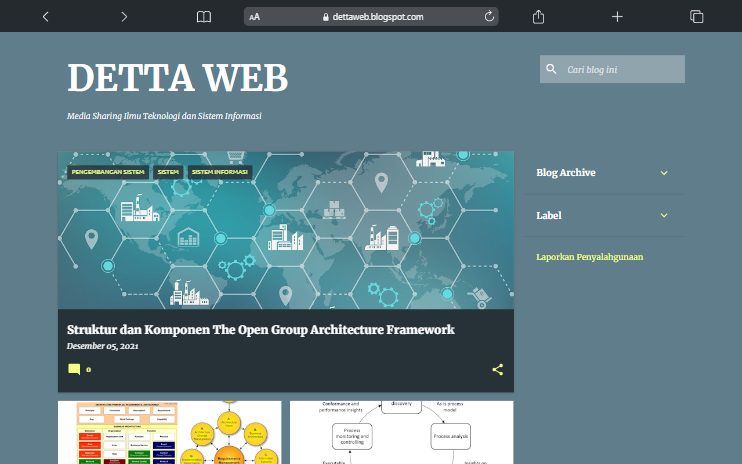 AA dettaweb.blogspot.com
DETTA WEB
Cari blog ini
Media Sharing Ilmu Teknologi dan Sistem Informasi
PENGEMBANGAN SISTEM SISTEM SISTEM INFORMASI
Blog Archive
Label
Laporkan Penyalahgunaan
Struktur dan Komponen The Open Group Architecture Framework
Desember 05, 2021
0
Conformance and
performance insights
discovery
As-is process
model
Process
monitoring and
controlling
Process analysis
Executable
Insights on